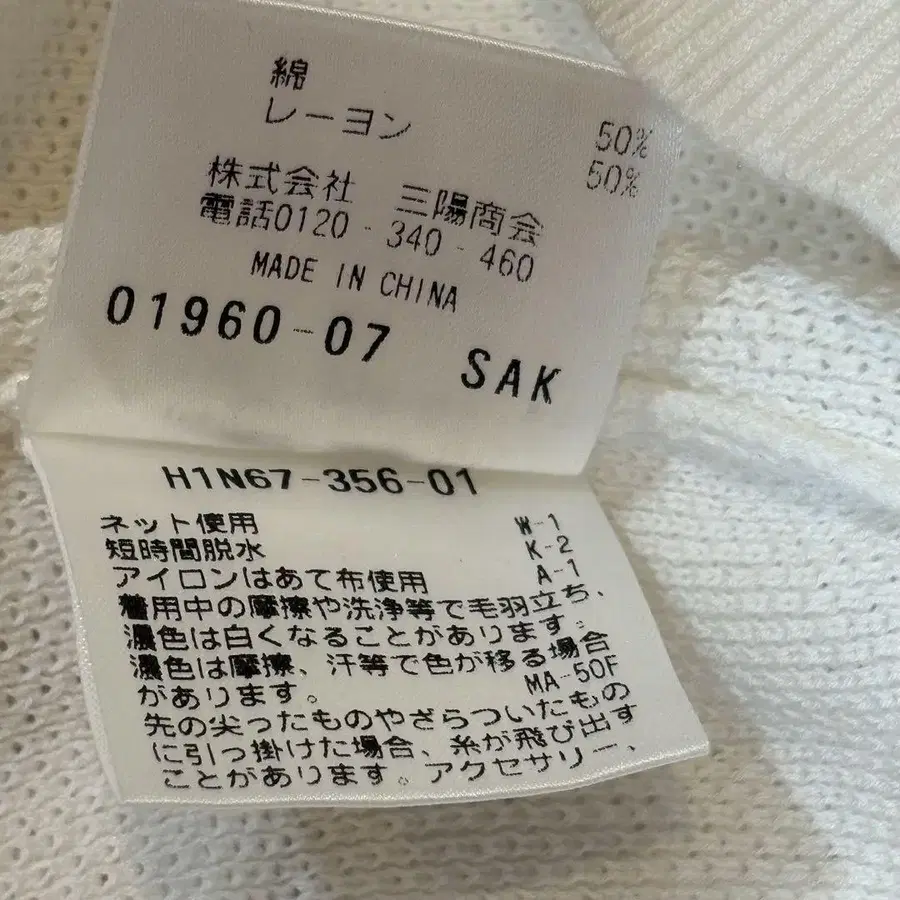 綿 50%
レーヨン 50%
株式会社 三陽商会
電話0120-340-460
MADE IN CHINA
01960-07 SAK
H1N67-356-01
ネット使用 W-1
短時間脱水 K-2
アイロンはあて布使用 A-1
着用中の摩擦や洗浄等で毛羽立ち、
濃色は白くなることがあります。
濃色は摩擦、汗等で色が移る場合
があります。 MA-50F
先の尖ったものやざらついたもの
に引っ掛けた場合、糸が飛び出す
ことがあります。アクセサリー、